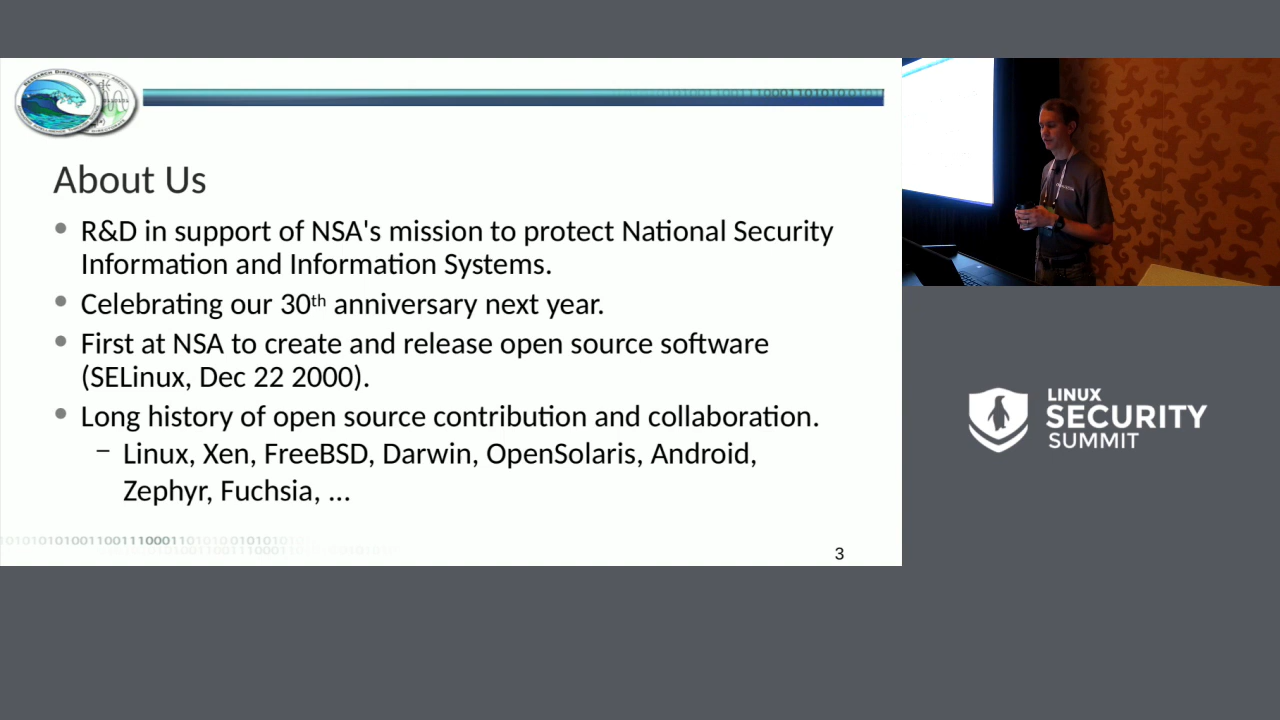 About Us
R&D in support of NSA's mission to protect National Security
Information and Information Systems.
Celebrating our 30th anniversary next year.
First at NSA to create and release open source software
(SELinux, Dec 22 2000).
Long history of open source contribution and collaboration.
– Linux, Xen, FreeBSD, Darwin, OpenSolaris, Android,
Zephyr, Fuchsia, ...
3
LINUX
SECURITY
SUMMIT